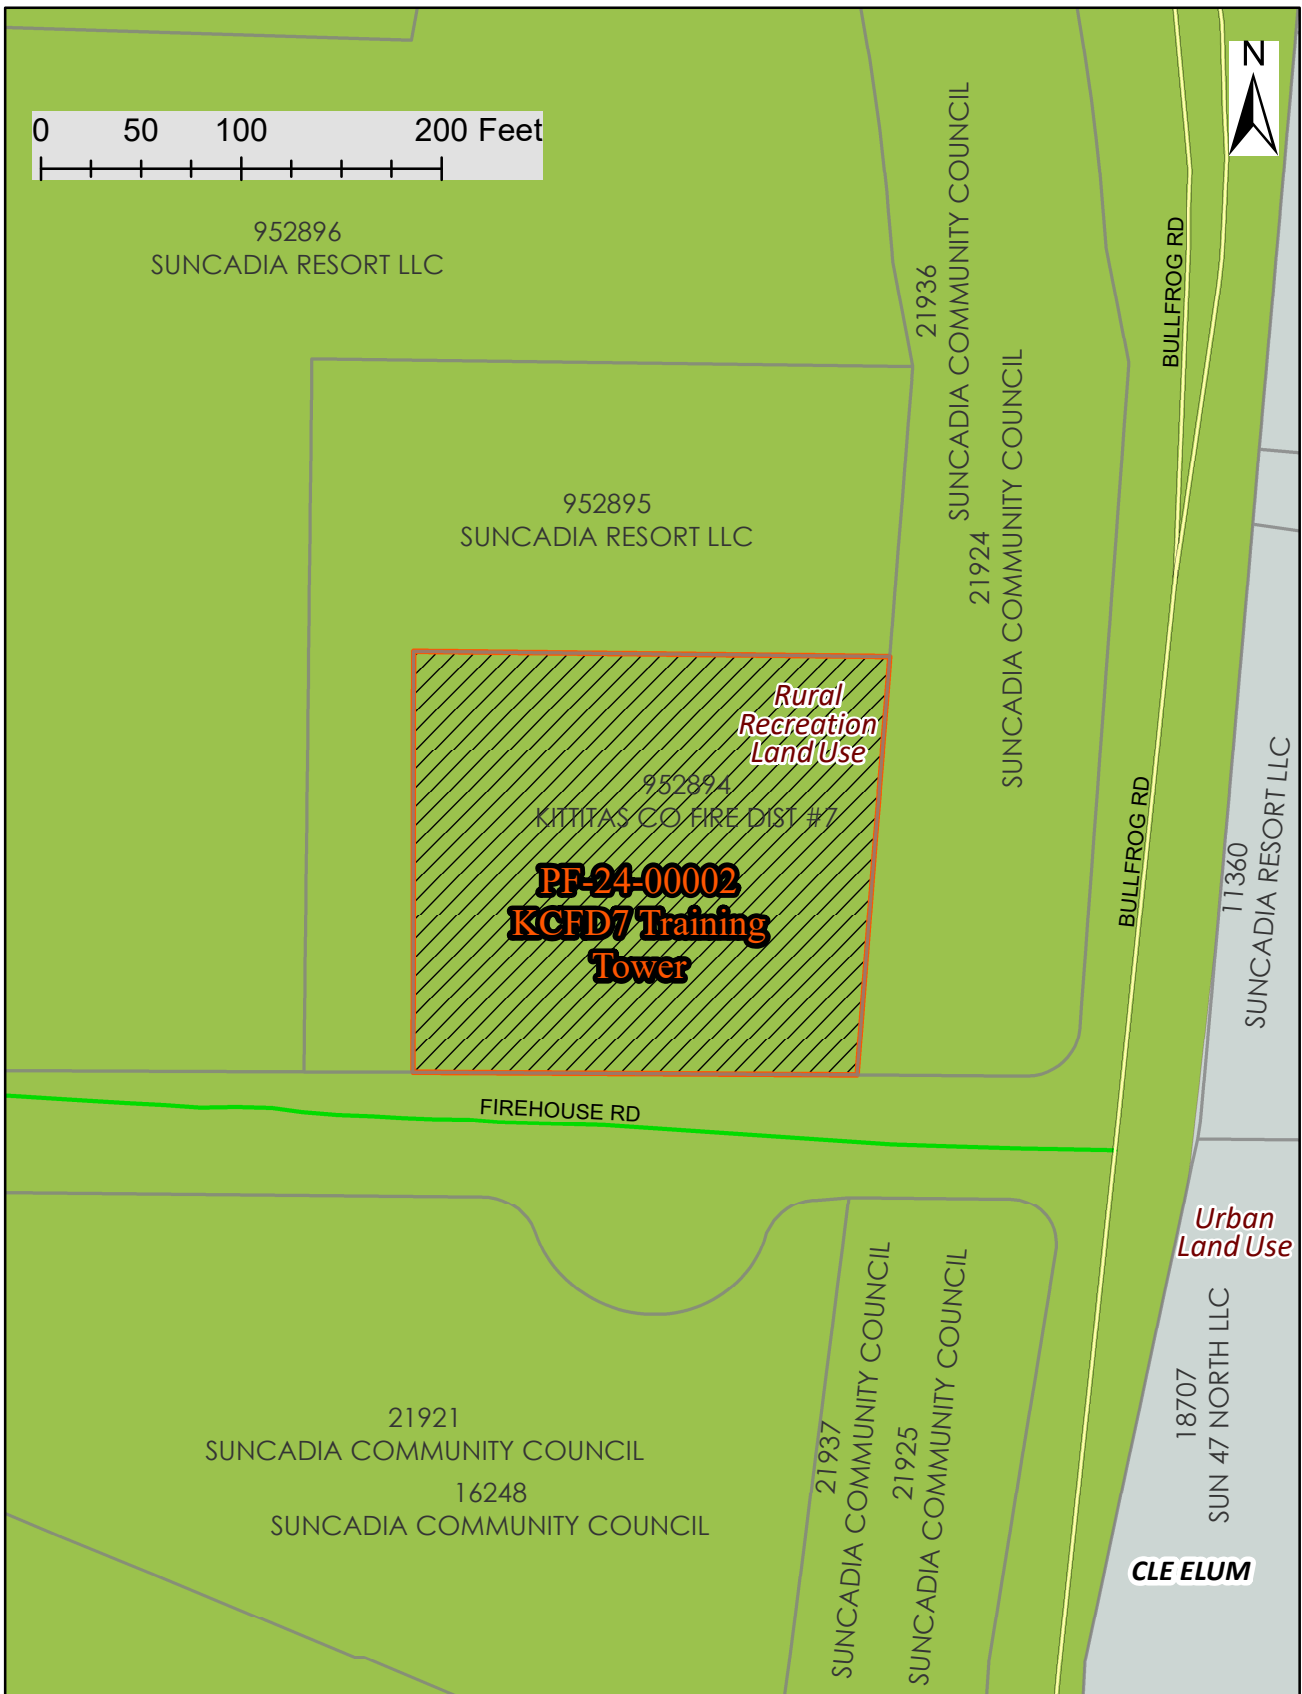 N
0 50 100 200 Feet
952896
SUNCADIA RESORT LLC
21936
SUNCADIA COMMUNITY COUNCIL
21924
SUNCADIA COMMUNITY COUNCIL
BULLFROG RD
952895
SUNCADIA RESORT LLC
Rural
Recreation
Land Use
952894
KITTITAS CO FIRE DIST #7
PF-24-00002
KCFD7 Training
Tower
BULLFROG RD
11360
SUNCADIA RESORT LLC
FIREHOUSE RD
Urban
Land Use
21921
SUNCADIA COMMUNITY COUNCIL
16248
SUNCADIA COMMUNITY COUNCIL
21937
SUNCADIA COMMUNITY COUNCIL
21925
SUNCADIA COMMUNITY COUNCIL
18707
SUN 47 NORTH LLC
CLE ELUM